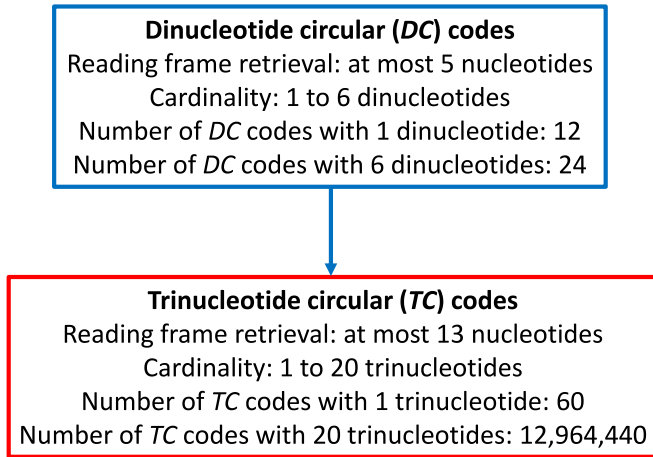 Dinucleotide circular (DC) codes
Reading frame retrieval: at most 5 nucleotides
Cardinality: 1 to 6 dinucleotides
Number of DC codes with 1 dinucleotide: 12
Number of DC codes with 6 dinucleotides: 24
Trinucleotide circular (TC) codes
Reading frame retrieval: at most 13 nucleotides
Cardinality: 1 to 20 trinucleotides
Number of TC codes with 1 trinucleotide: 60
Number of TC codes with 20 trinucleotides: 12,964,440